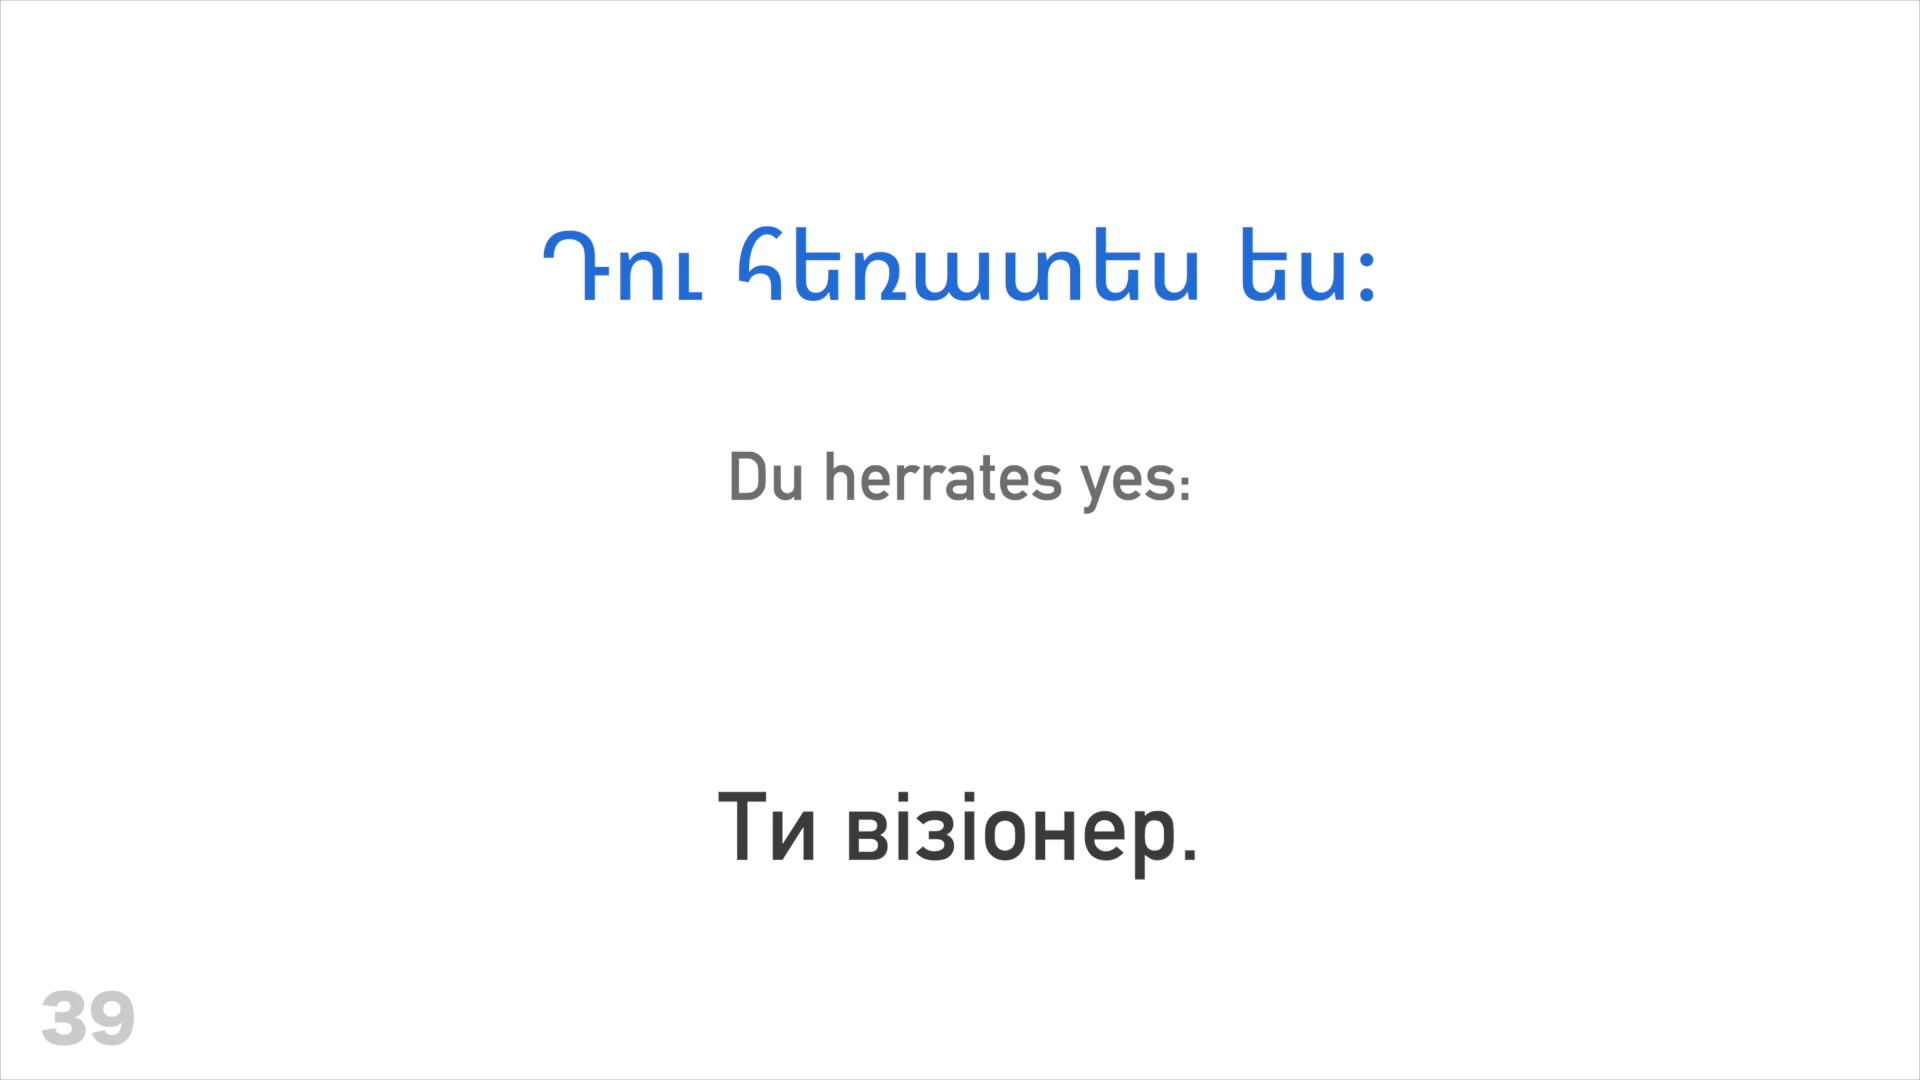 Դու հեռատես ես:
Du herrates yes:
Ти візіонер.
39